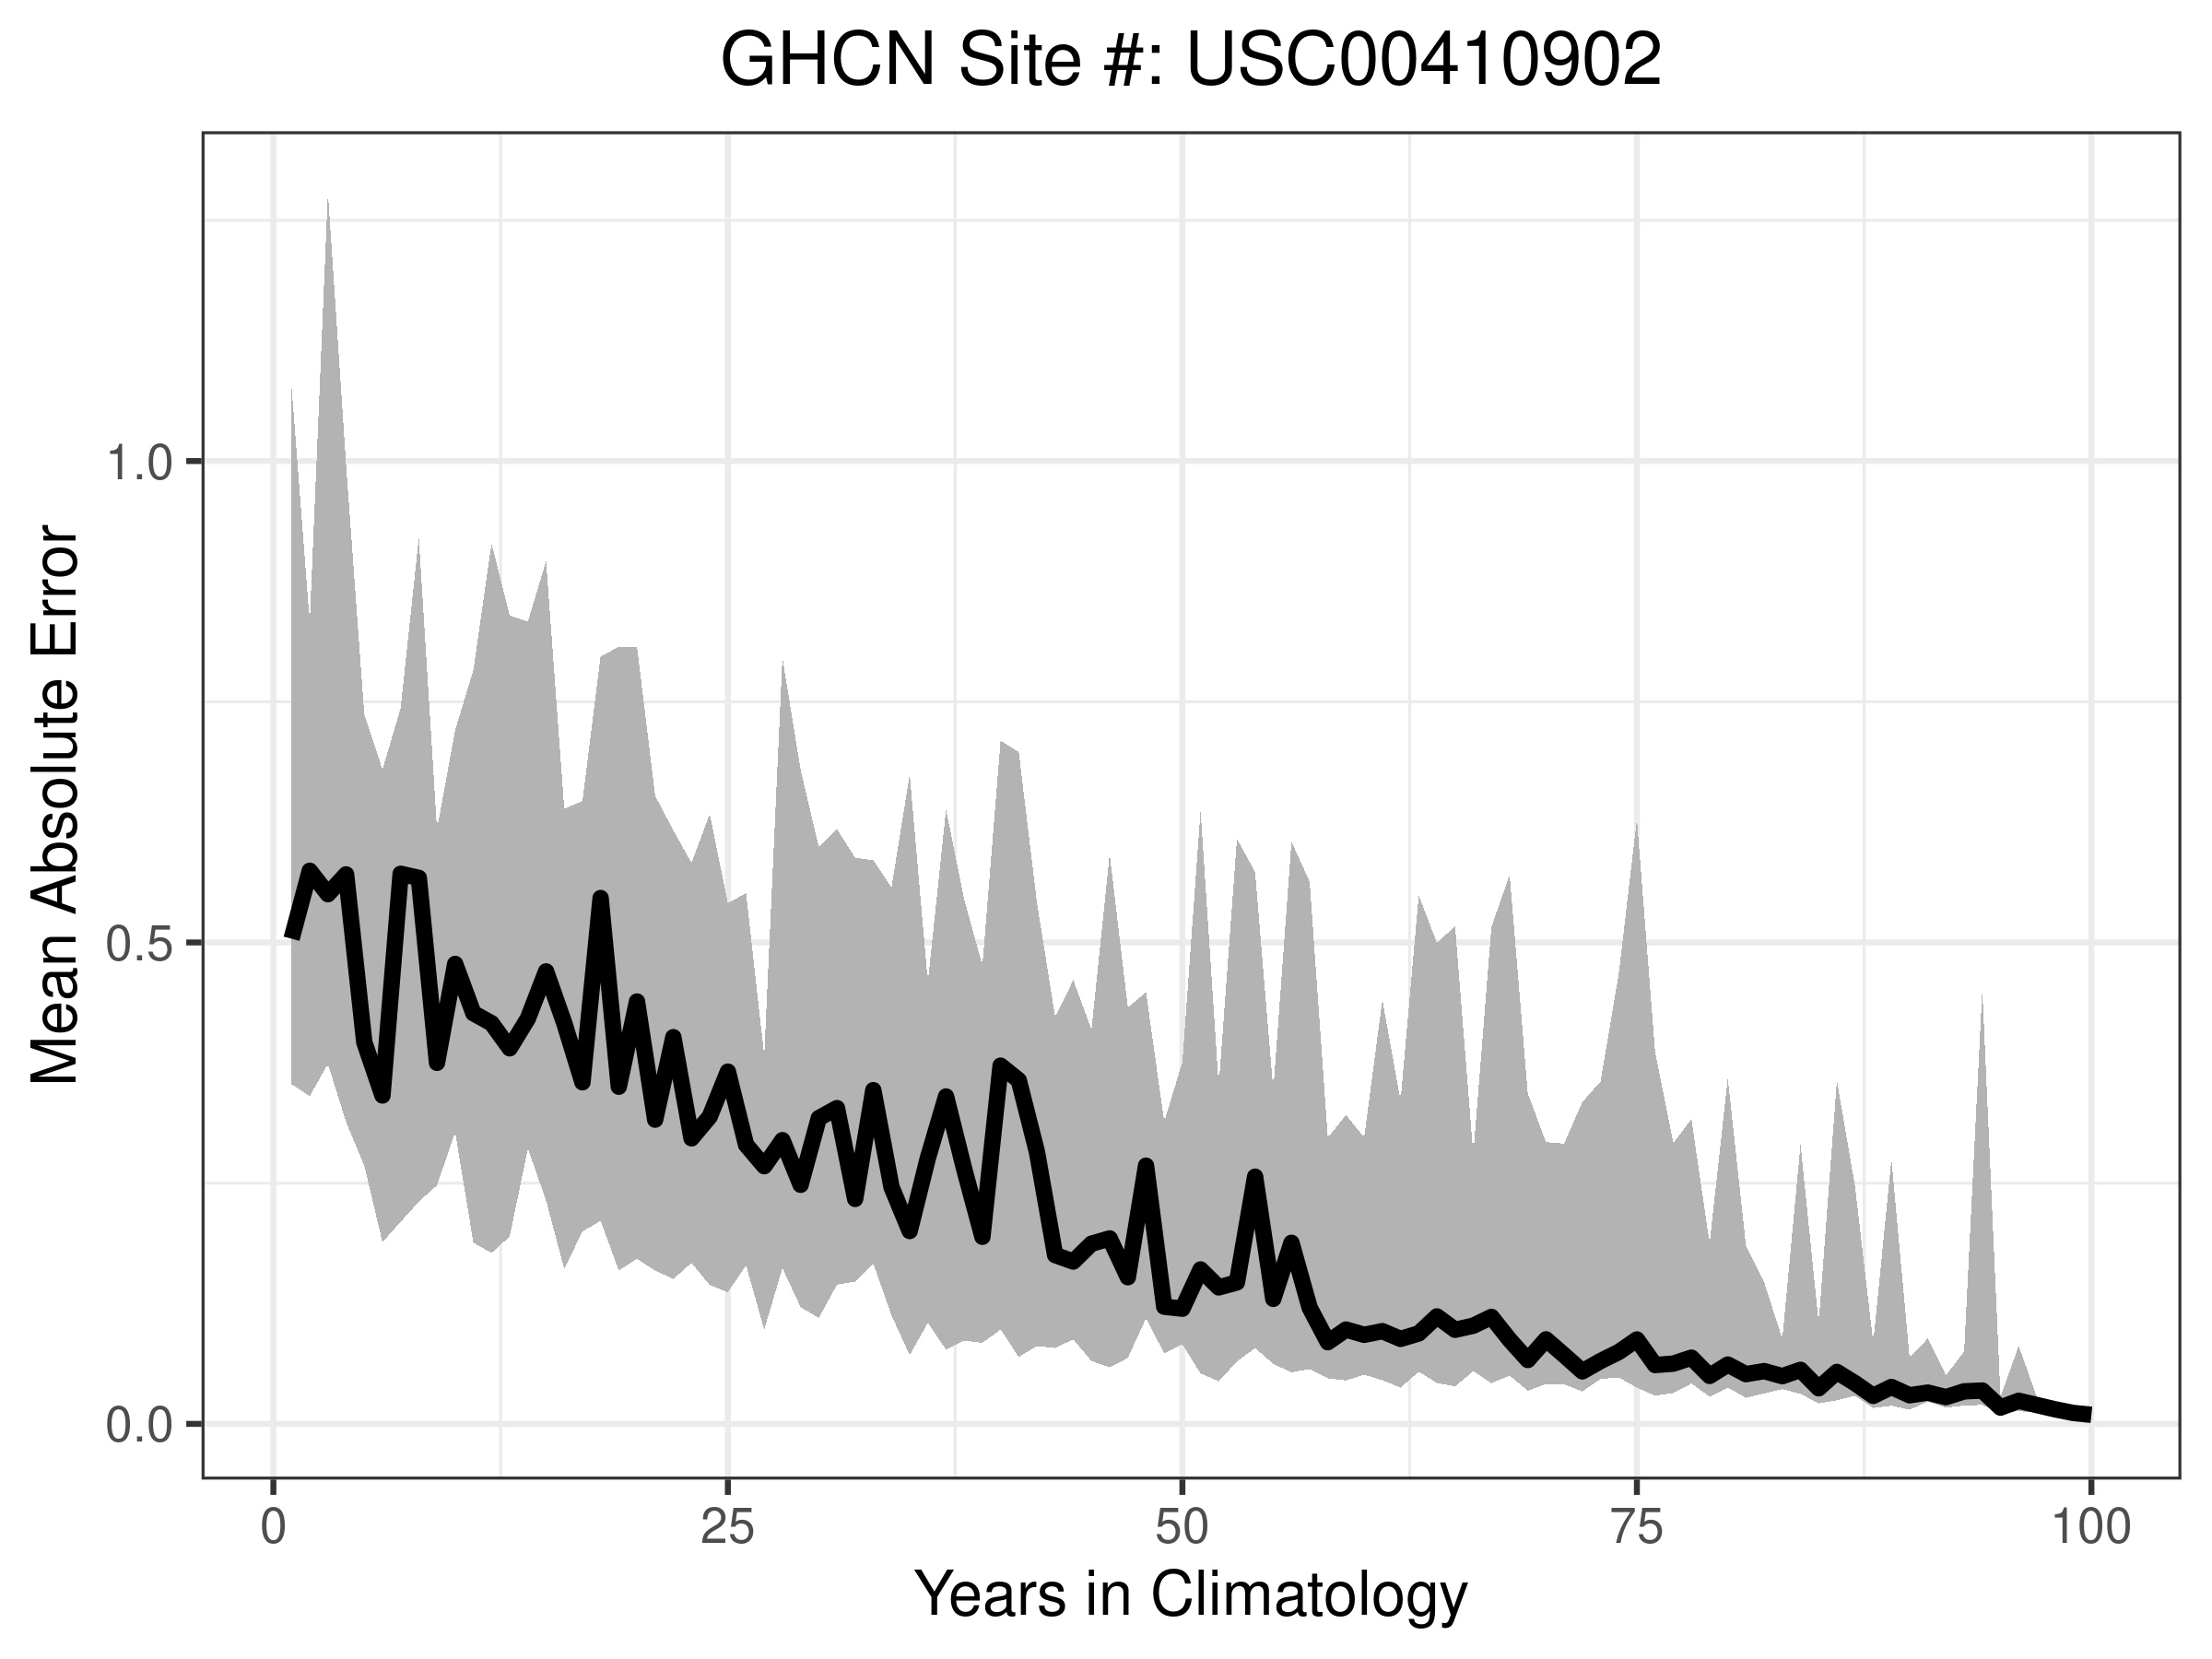 GHCN Site #: USC00410902
Mean Absolute Error
1.0
0.5
0.0
0 25 50 75 100
Years in Climatology